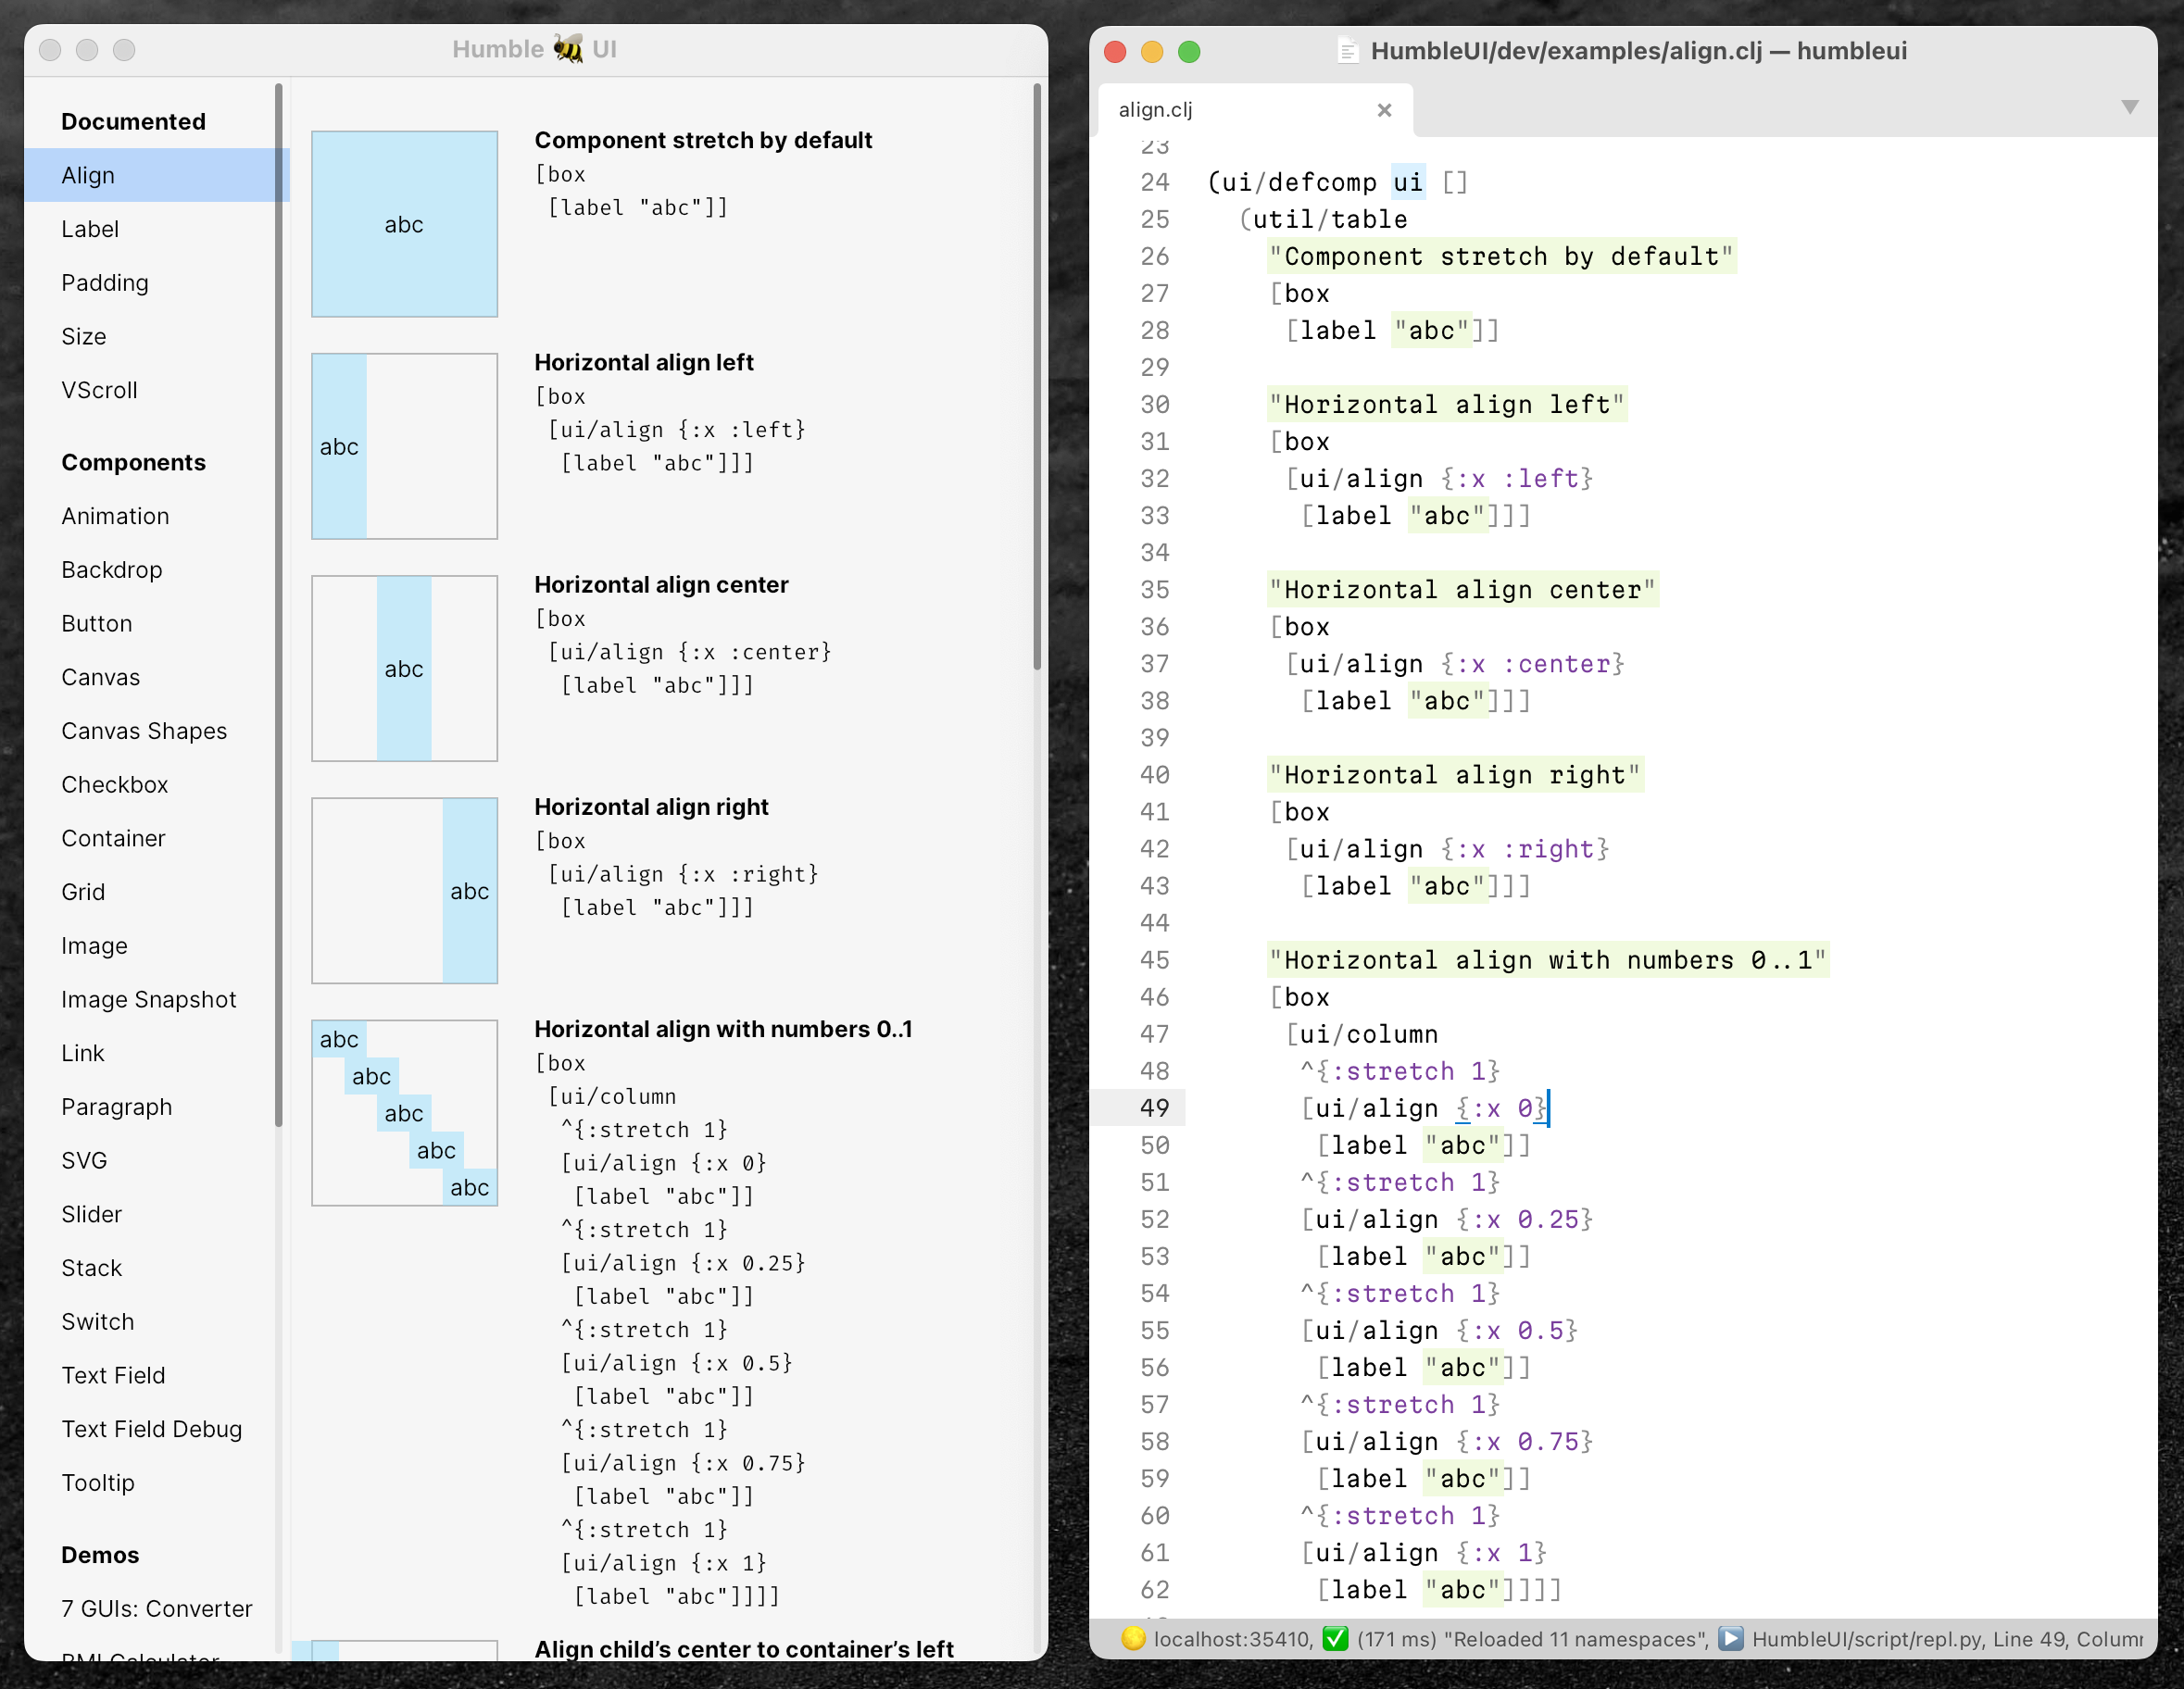 Humble 🐝 UI
Documented
Align
Label
Padding
Size
VScroll
Components
Animation
Backdrop
Button
Canvas
Canvas Shapes
Checkbox
Container
Grid
Image
Image Snapshot
Link
Paragraph
SVG
Slider
Stack
Switch
Text Field
Text Field Debug
Tooltip
Demos
7 GUIs: Converter
BMI Calculator
abc
Component stretch by default
[box
 [label "abc"]]
abc
Horizontal align left
[box
 [ui/align {:x :left}
  [label "abc"]]]
abc
Horizontal align center
[box
 [ui/align {:x :center}
  [label "abc"]]]
abc
Horizontal align right
[box
 [ui/align {:x :right}
  [label "abc"]]]
abc
abc
abc
abc
abc
Horizontal align with numbers 0..1
[box
 [ui/column
  ^{:stretch 1}
  [ui/align {:x 0}
   [label "abc"]]
  ^{:stretch 1}
  [ui/align {:x 0.25}
   [label "abc"]]
  ^{:stretch 1}
  [ui/align {:x 0.5}
   [label "abc"]]
  ^{:stretch 1}
  [ui/align {:x 0.75}
   [label "abc"]]
  ^{:stretch 1}
  [ui/align {:x 1}
   [label "abc"]]]]
Align child’s center to container’s left
HumbleUI/dev/examples/align.clj — humbleui
align.clj
23
24 (ui/defcomp ui []
25   (util/table
26     "Component stretch by default"
27     [box
28      [label "abc"]]
29
30     "Horizontal align left"
31     [box
32      [ui/align {:x :left}
33       [label "abc"]]]
34
35     "Horizontal align center"
36     [box
37      [ui/align {:x :center}
38       [label "abc"]]]
39
40     "Horizontal align right"
41     [box
42      [ui/align {:x :right}
43       [label "abc"]]]
44
45     "Horizontal align with numbers 0..1"
46     [box
47      [ui/column
48       ^{:stretch 1}
49       [ui/align {:x 0}
50        [label "abc"]]
51       ^{:stretch 1}
52       [ui/align {:x 0.25}
53        [label "abc"]]
54       ^{:stretch 1}
55       [ui/align {:x 0.5}
56        [label "abc"]]
57       ^{:stretch 1}
58       [ui/align {:x 0.75}
59        [label "abc"]]
60       ^{:stretch 1}
61       [ui/align {:x 1}
62        [label "abc"]]]]
localhost:35410, ✅ (171 ms) "Reloaded 11 namespaces", ▶️ HumbleUI/script/repl.py, Line 49, Column